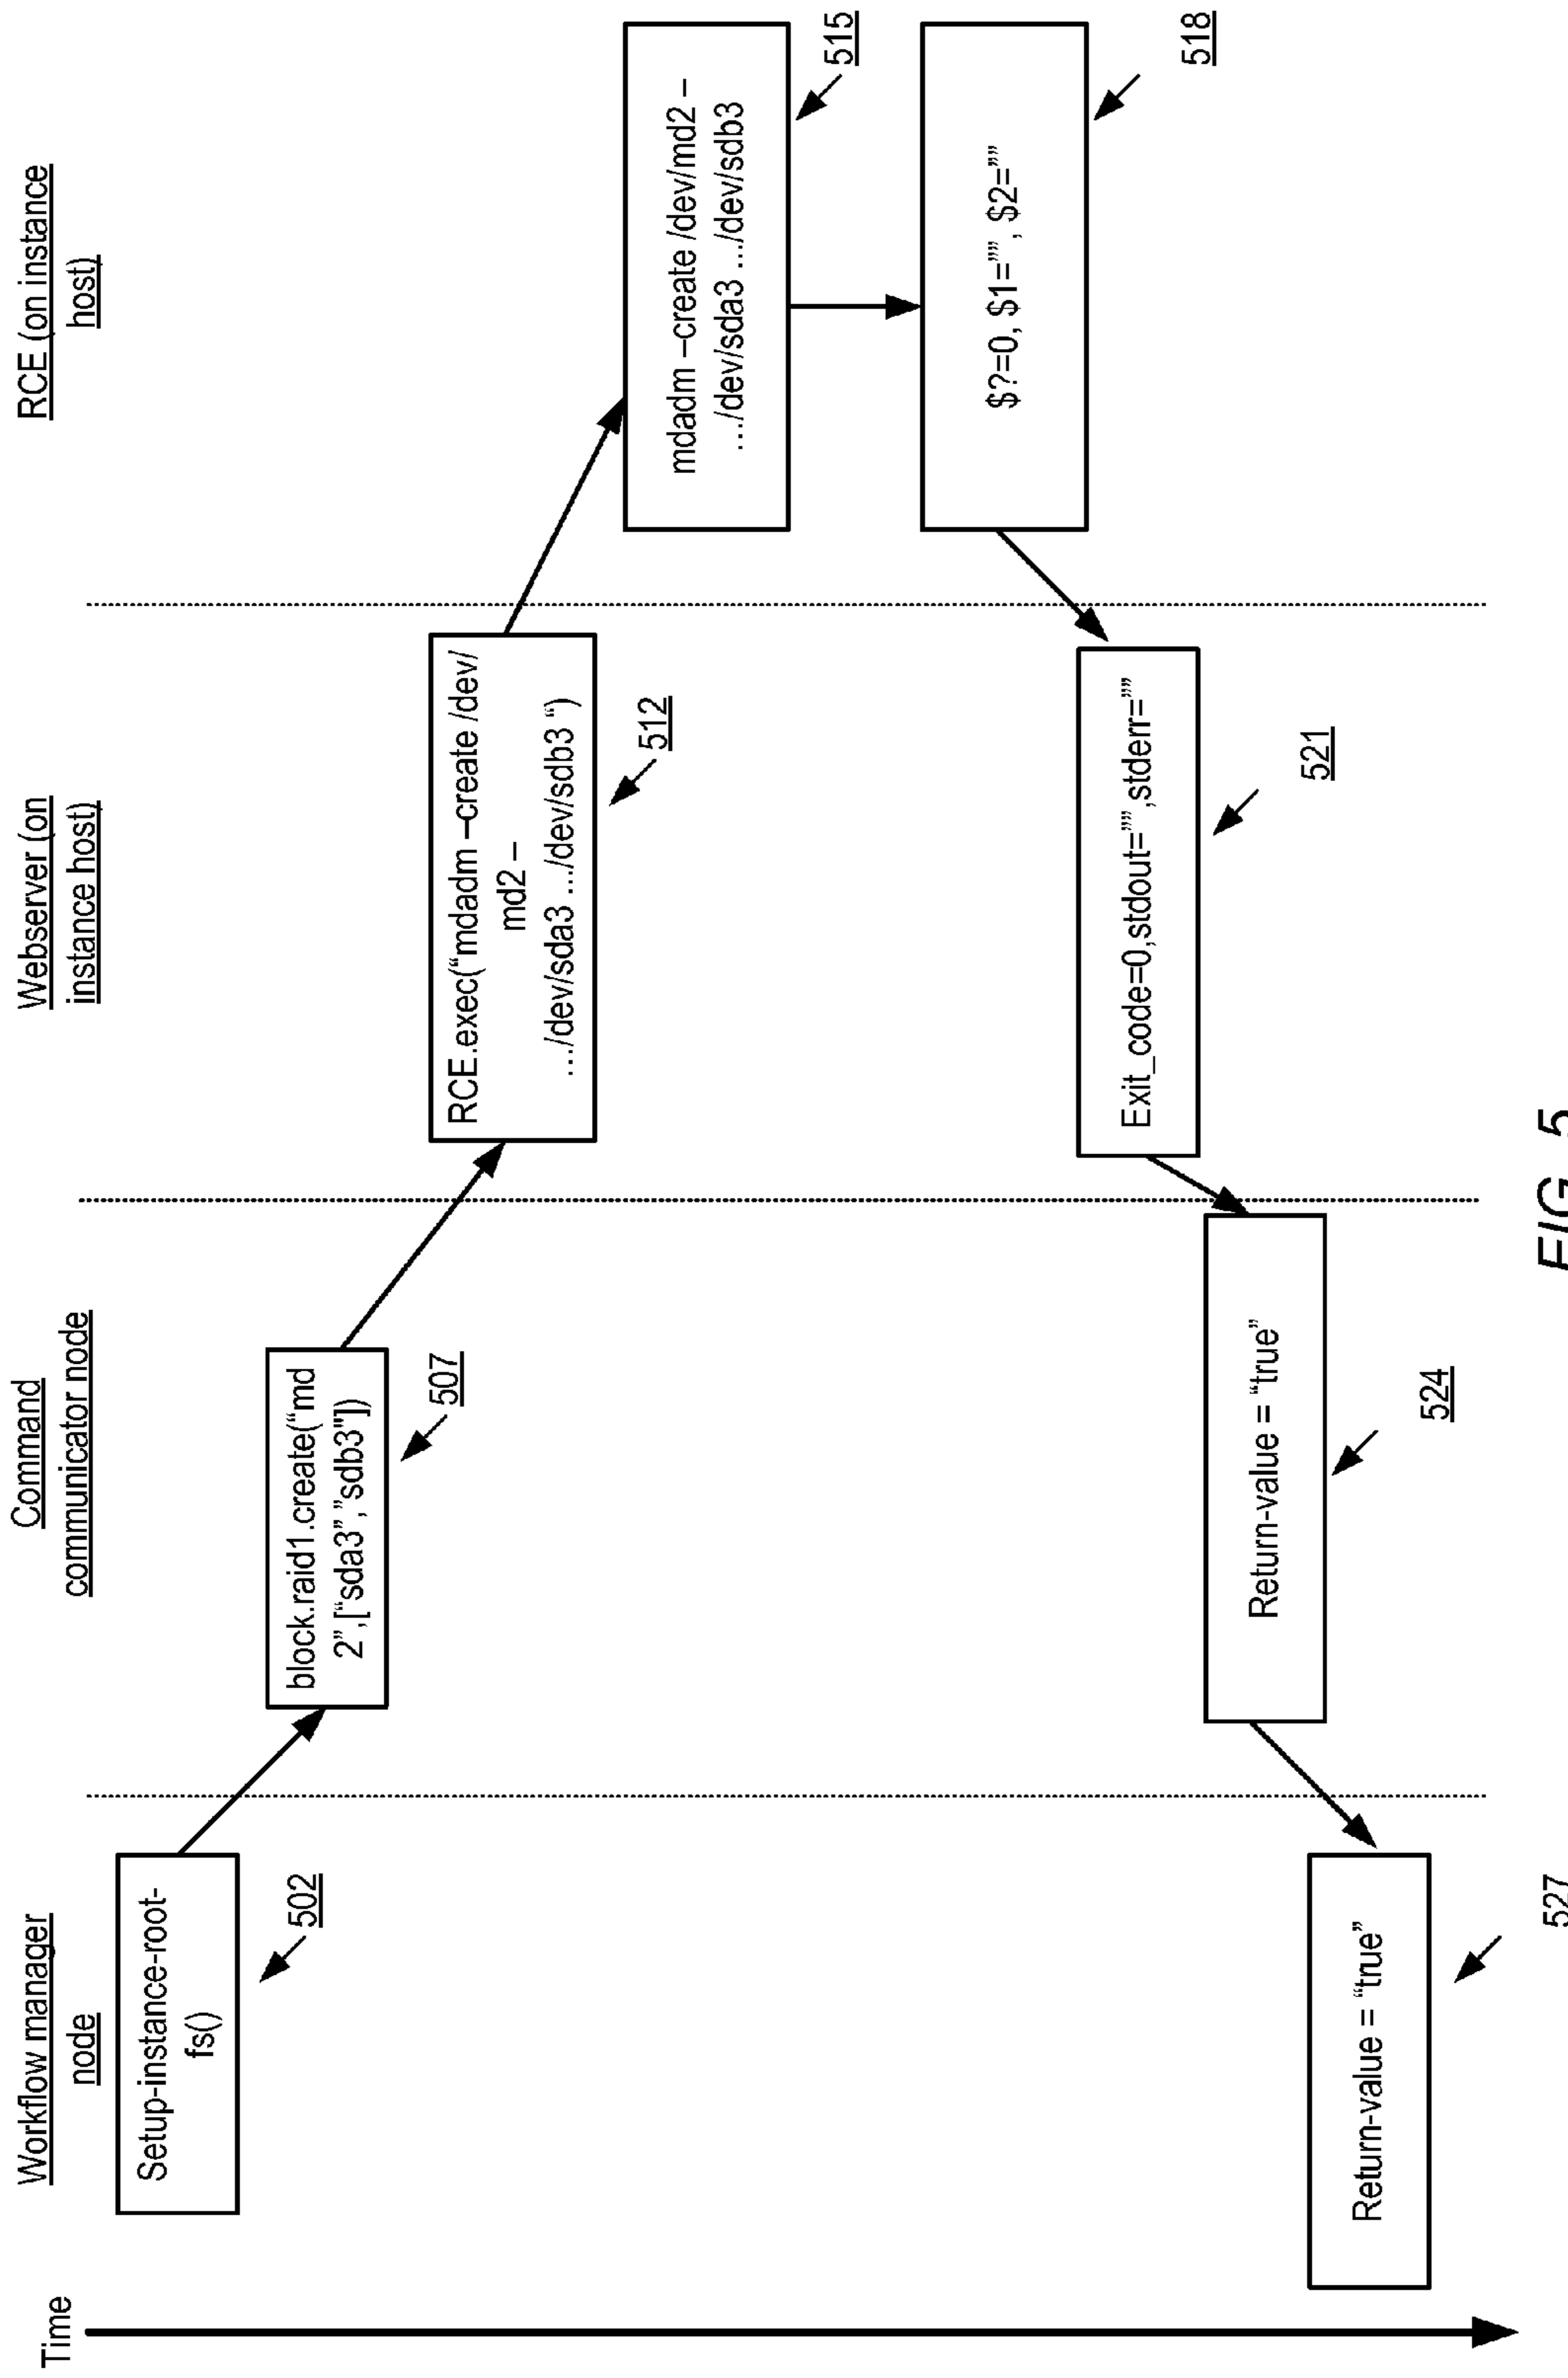 Time
Workflow manager
node
Command
communicator node
Webserver (on
instance host)
RCE (on instance
host)
Setup-instance-root-
fs()
502
block.raid1.create(“md
2”,[“sda3”,”sdb3"])
507
RCE.exec(“mdadm –create /dev/
md2 –
…/dev/sda3 …/dev/sdb3 “)
512
mdadm –create /dev/md2 –
…/dev/sda3 …/dev/sdb3
515
$?=0, $1=””, $2=””
518
Exit_code=0,stdout=””,stderr=””
521
Return-value = “true”
524
Return-value = “true”
527
FIG. 5